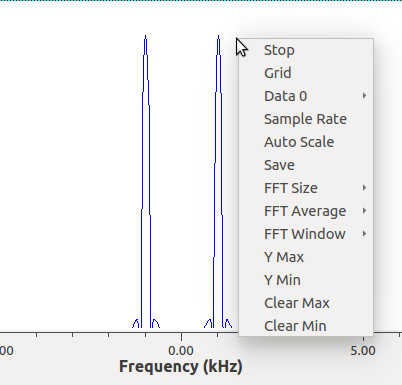 Stop
Grid
Data 0
Sample Rate
Auto Scale
Save
FFT Size
FFT Average
FFT Window
Y Max
Y Min
Clear Max
Clear Min
00 0.00 5.00
Frequency (kHz)